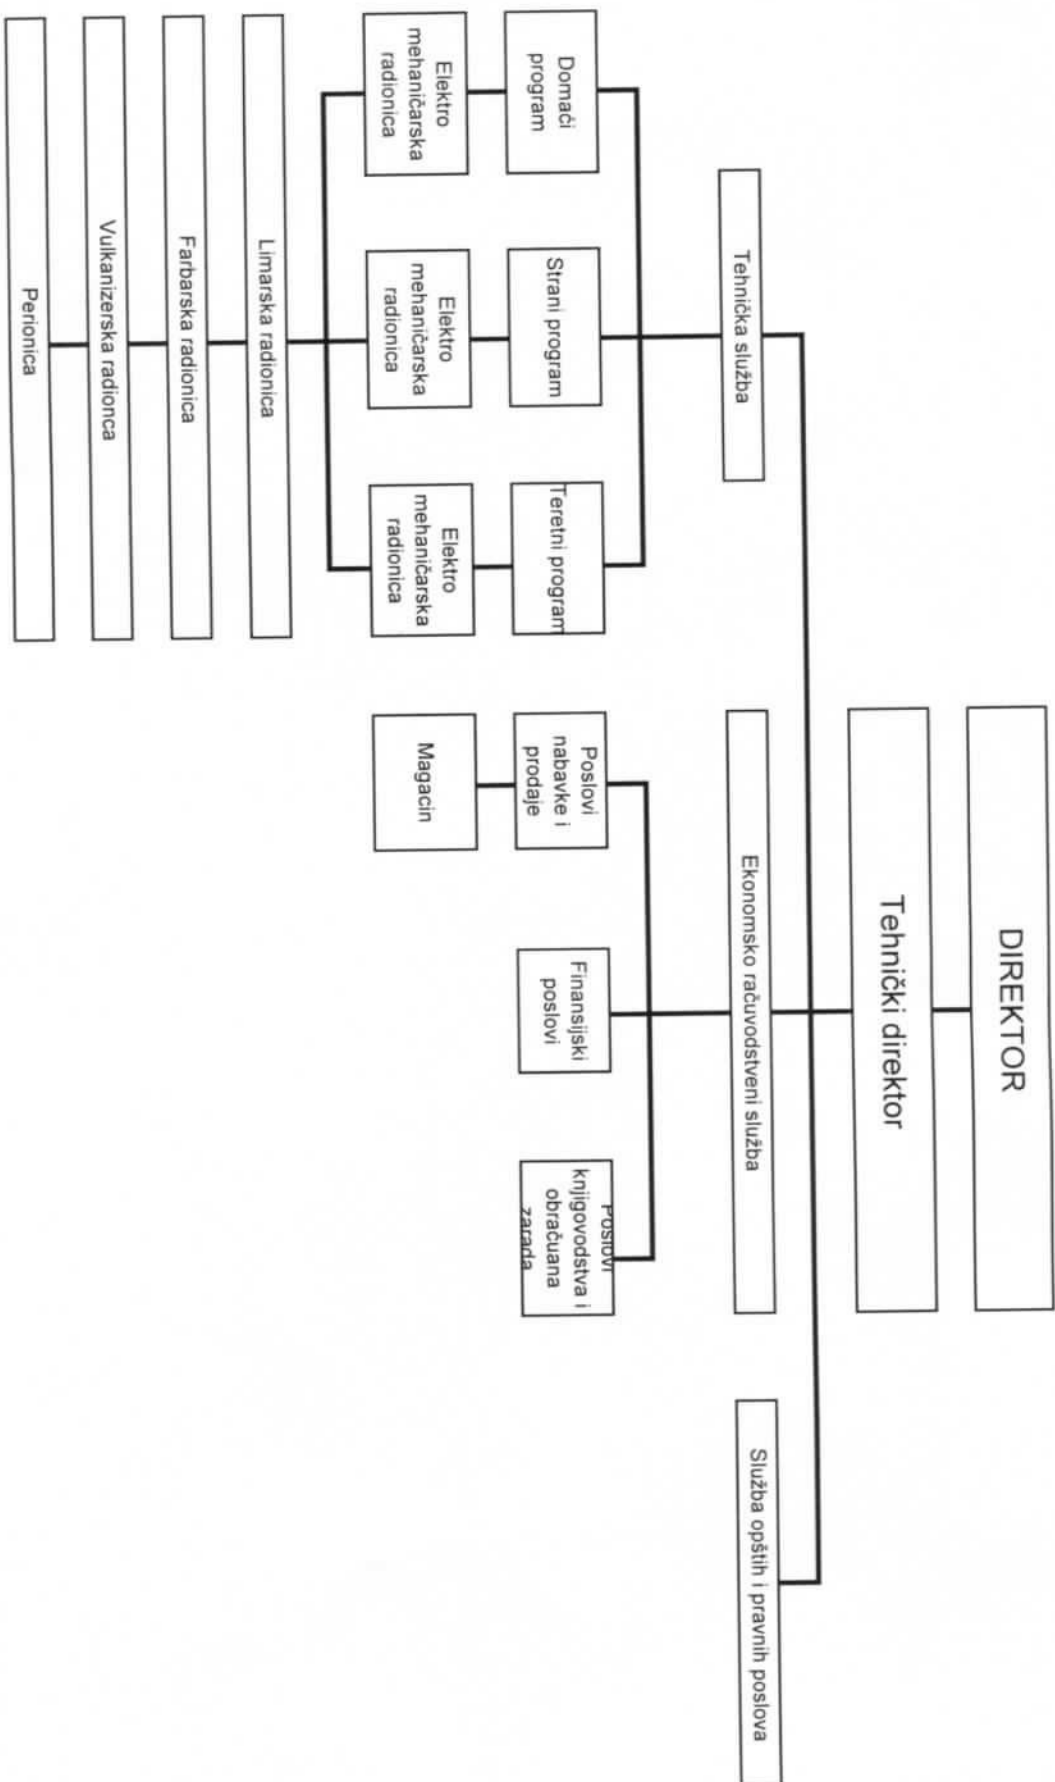 DIREKTOR
Tehnički direktor
Tehnička služba
Ekonomsko računovodstveni služba
Služba opštih i pravnih poslova
Domaći
program
Strani program
Teretni program
Poslovi
nabavke i
prodaje
Finansijski
poslovi
Poslovi
knjigovodstva i
obračuana
zarada
Elektro
mehaničarska
radionica
Elektro
mehaničarska
radionica
Elektro
mehaničarska
radionica
Magacin
Limarska radionica
Farbarska radionica
Vulkanizerska radionca
Perionica